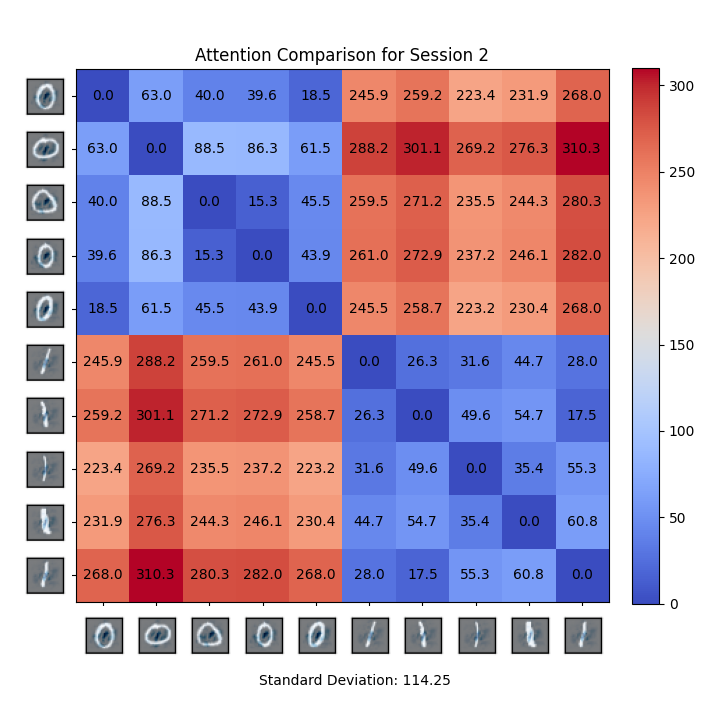 Attention Comparison for Session 2
0.0 63.0 40.0 39.6 18.5 245.9 259.2 223.4 231.9 268.0
63.0 0.0 88.5 86.3 61.5 288.2 301.1 269.2 276.3 310.3
40.0 88.5 0.0 15.3 45.5 259.5 271.2 235.5 244.3 280.3
39.6 86.3 15.3 0.0 43.9 261.0 272.9 237.2 246.1 282.0
18.5 61.5 45.5 43.9 0.0 245.5 258.7 223.2 230.4 268.0
245.9 288.2 259.5 261.0 245.5 0.0 26.3 31.6 44.7 28.0
259.2 301.1 271.2 272.9 258.7 26.3 0.0 49.6 54.7 17.5
223.4 269.2 235.5 237.2 223.2 31.6 49.6 0.0 35.4 55.3
231.9 276.3 244.3 246.1 230.4 44.7 54.7 35.4 0.0 60.8
268.0 310.3 280.3 282.0 268.0 28.0 17.5 55.3 60.8 0.0
300
250
200
150
100
50
0
Standard Deviation: 114.25